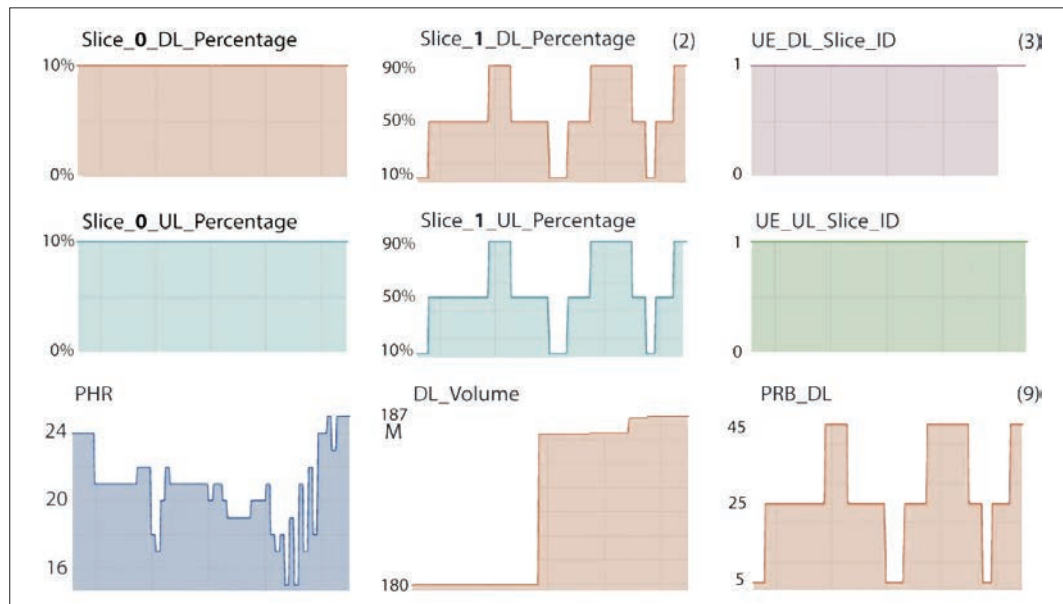 Slice_0_DL_Percentage
10%
0%
Slice_1_DL_Percentage (2)
90%
50%
10%
UE_DL_Slice_ID (3)
1
0
Slice_0_UL_Percentage
10%
0%
Slice_1_UL_Percentage
90%
50%
10%
UE_UL_Slice_ID
1
0
PHR
24
20
16
DL_Volume
187
M
180
PRB_DL (9)
45
25
5